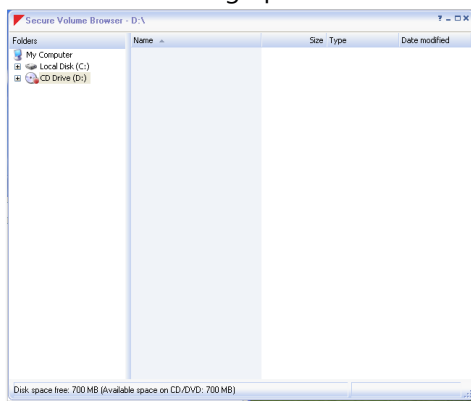 Secure Volume Browser - D:\
Folders
Name
Size
Type
Date modified
My Computer
Local Disk (C:)
CD Drive (D:)
Disk space free: 700 MB (Available space on CD/DVD: 700 MB)